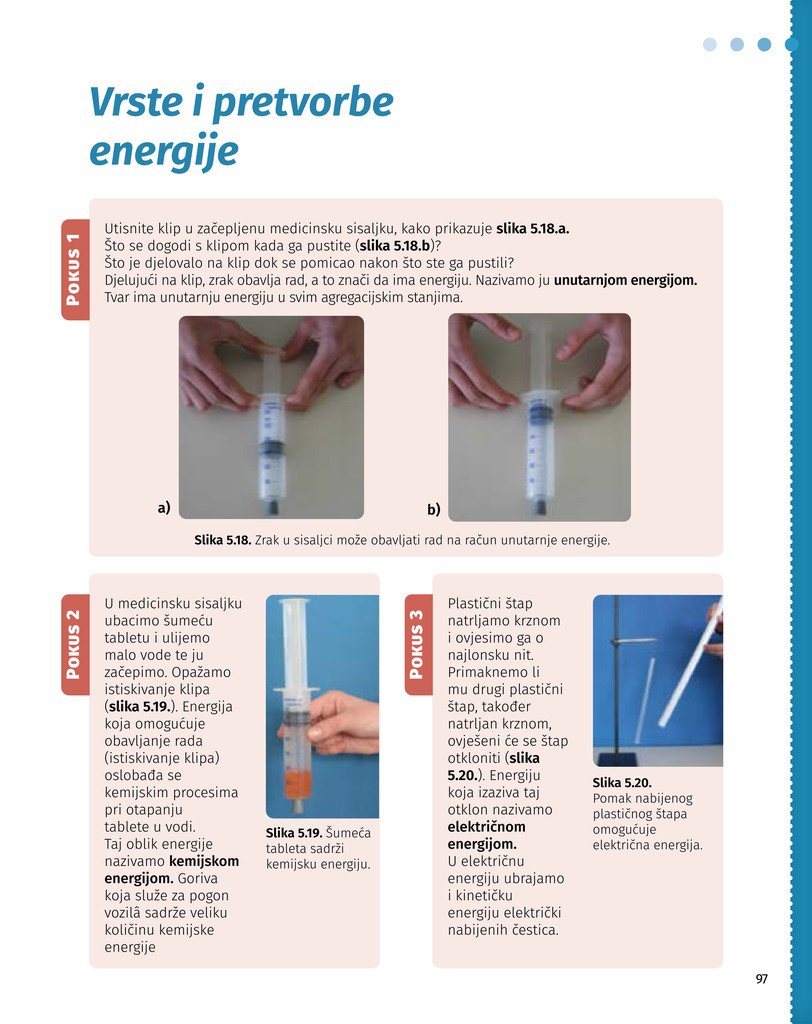 Vrste i pretvorbe
energije
POKUS 1
Utisnite klip u začepljenu medicinsku sisaljku, kako prikazuje slika 5.18.a.
Što se dogodi s klipom kada ga pustite (slika 5.18.b)?
Što je djelovalo na klip dok se pomicao nakon što ste ga pustili?
Djelujući na klip, zrak obavlja rad, a to znači da ima energiju. Nazivamo ju unutarnjom energijom.
Tvar ima unutarnju energiju u svim agregacijskim stanjima.
a)
b)
Slika 5.18. Zrak u sisaljci može obavljati rad na račun unutarnje energije.
POKUS 2
U medicinsku sisaljku
ubacimo šumeću
tabletu i ulijemo
malo vode te ju
začepimo. Opažamo
istiskivanje klipa
(slika 5.19.). Energija
koja omogućuje
obavljanje rada
(istiskivanje klipa)
oslobađa se
kemijskim procesima
pri otapanju
tablete u vodi.
Taj oblik energije
nazivamo kemijskom
energijom. Goriva
koja služe za pogon
vozilâ sadrže veliku
količinu kemijske
energije
Slika 5.19. Šumeća
tableta sadrži
kemijsku energiju.
POKUS 3
Plastični štap
natrljamo krznom
i ovjesimo ga o
najlonsku nit.
Primaknemo li
mu drugi plastični
štap, također
natrljan krznom,
ovješeni će se štap
otkloniti (slika
5.20.). Energiju
koja izaziva taj
otklon nazivamo
električnom
energijom.
U električnu
energiju ubrajamo
i kinetičku
energiju električki
nabijenih čestica.
Slika 5.20.
Pomak nabijenog
plastičnog štapa
omogućuje
električna energija.
97